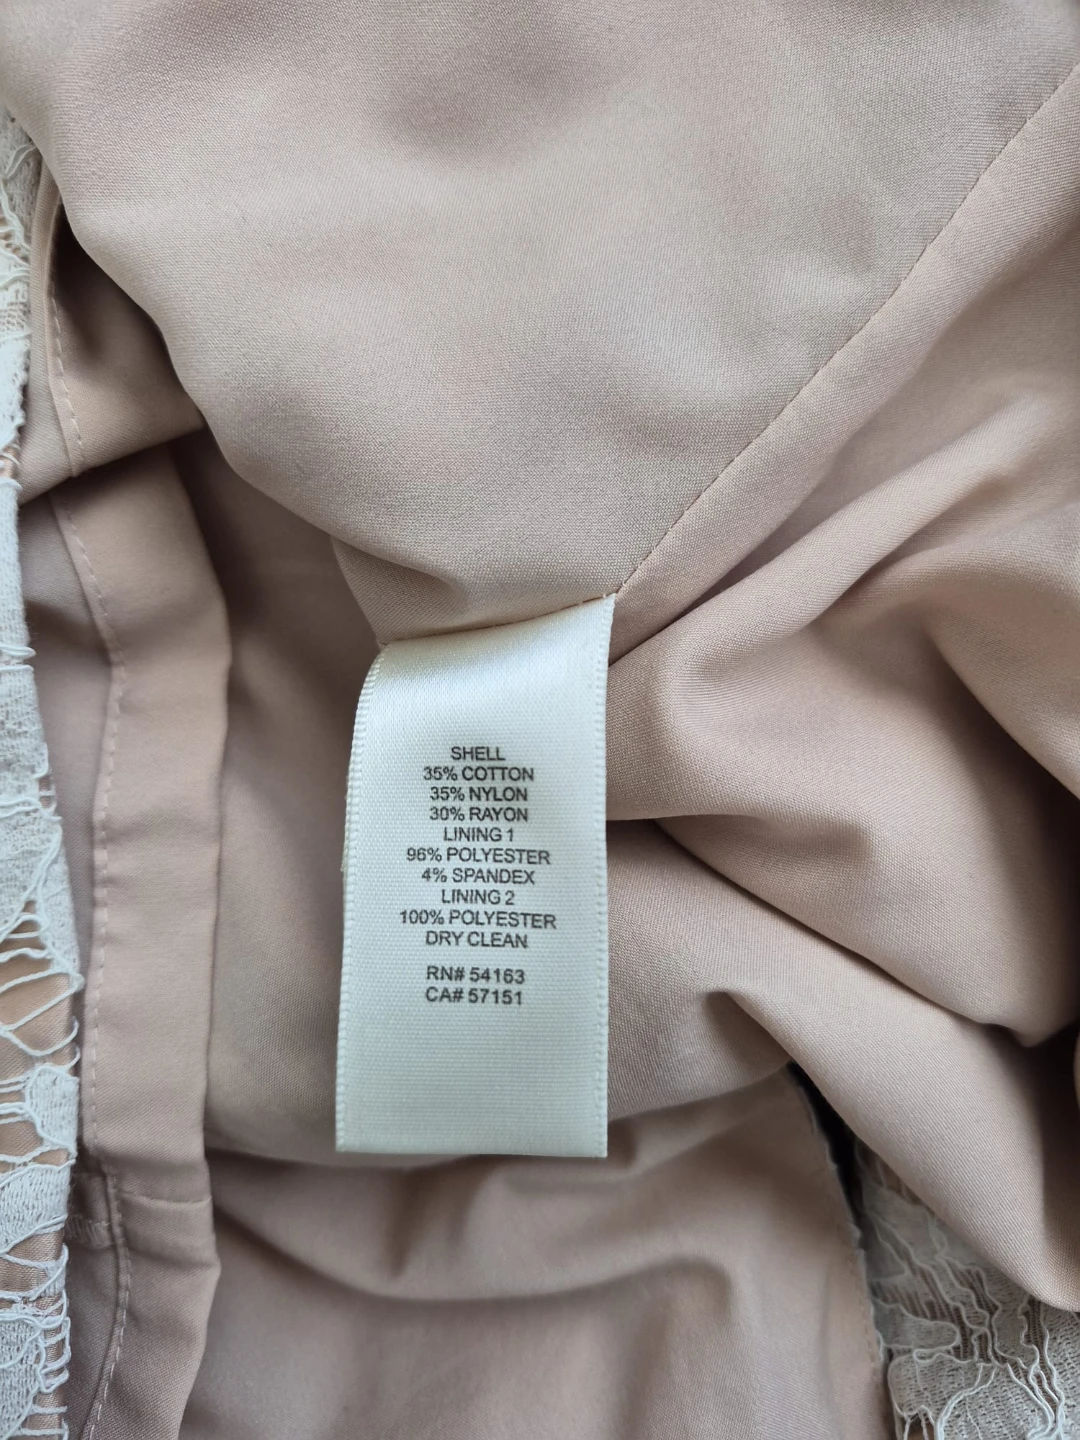 SHELL
35% COTTON
35% NYLON
30% RAYON
LINING 1
96% POLYESTER
4% SPANDEX
LINING 2
100% POLYESTER
DRY CLEAN
RN# 54163
CA# 57151